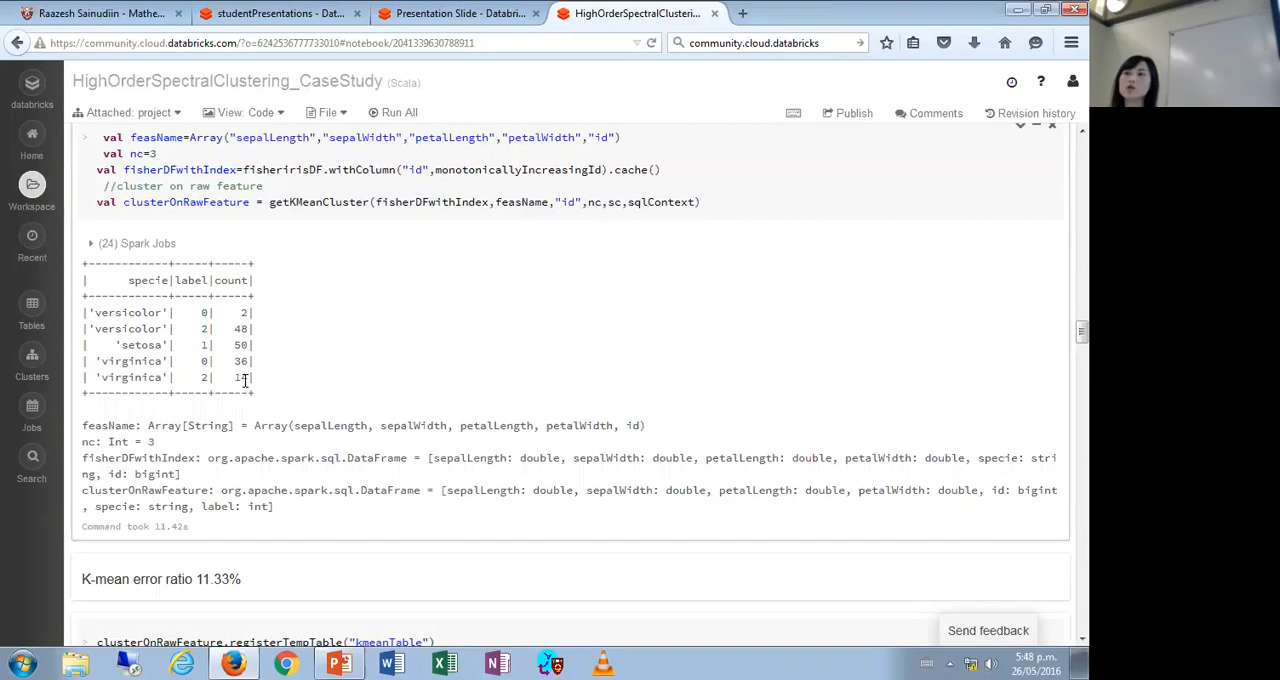 Raazesh Sainudiin - Mathe...
studentPresentations - Dat...
Presentation Slide - Databri...
HighOrderSpectralClusterin...
https://community.cloud.databricks.com/?o=6242536777733010#notebook/2041339630788911
community.cloud.databricks
databricks
Home
Workspace
Recent
Tables
Clusters
Jobs
Search
HighOrderSpectralClustering_CaseStudy (Scala)
Attached: project
View: Code
File
Run All
Publish
Comments
Revision history
> val feasName=Array("sepalLength","sepalWidth","petalLength","petalWidth","id")
val nc=3
val fisherDFwithIndex=fisheririsDF.withColumn("id",monotonicallyIncreasingId).cache()
//cluster on raw feature
val clusterOnRawFeature = getKMeanCluster(fisherDFwithIndex,feasName,"id",nc,sc,sqlContext)
(24) Spark Jobs
+------------+-----+-----+
|      specie|label|count|
+------------+-----+-----+
|'versicolor'|    0|    2|
|'versicolor'|    2|   48|
|    'setosa'|    1|   50|
| 'virginica'|    0|   36|
| 'virginica'|    2|
+------------+-----+-----+
feasName: Array[String] = Array(sepalLength, sepalWidth, petalLength, petalWidth, id)
nc: Int = 3
fisherDFwithIndex: org.apache.spark.sql.DataFrame = [sepalLength: double, sepalWidth: double, petalLength: double, petalWidth: double, specie: stri
ng, id: bigint]
clusterOnRawFeature: org.apache.spark.sql.DataFrame = [sepalLength: double, sepalWidth: double, petalLength: double, petalWidth: double, id: bigint
, specie: string, label: int]
Command took 11.42s
K-mean error ratio 11.33%
> clusterOnRawFeature.registerTempTable("kmeanTable")
Send feedback
5:48 p.m.
26/05/2016